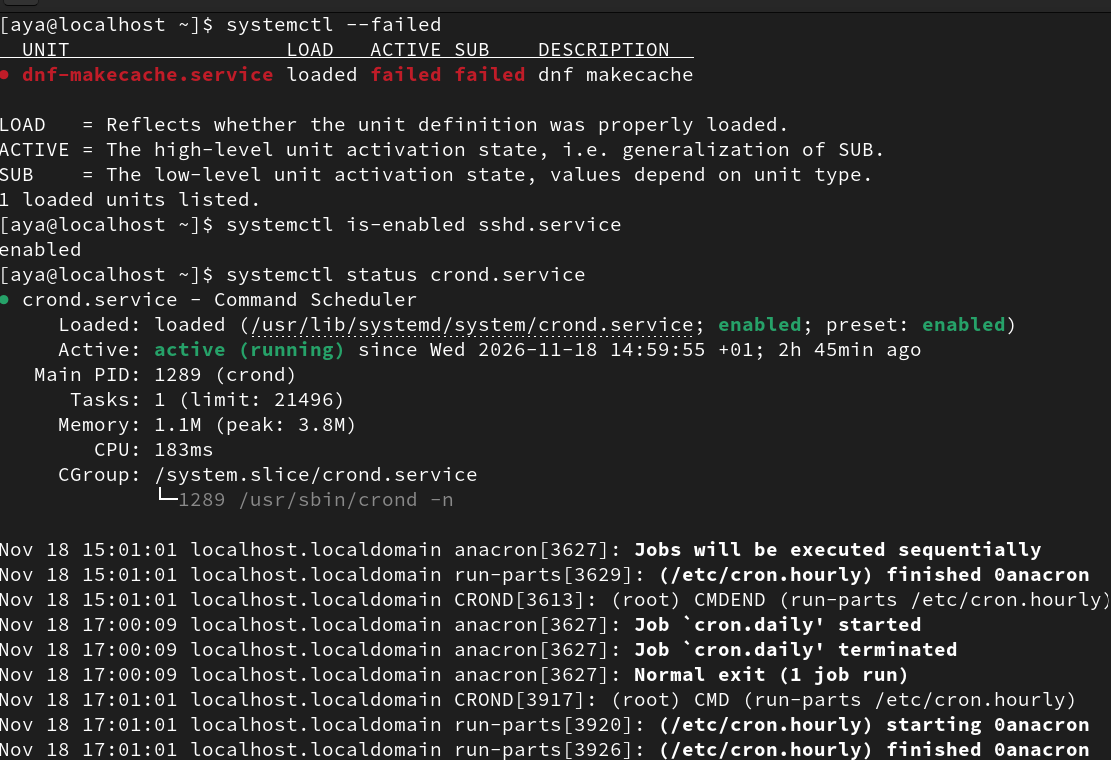 [aya@localhost ~]$ systemctl --failed
  UNIT                  LOAD   ACTIVE SUB    DESCRIPTION
● dnf-makecache.service loaded failed failed dnf makecache

LOAD   = Reflects whether the unit definition was properly loaded.
ACTIVE = The high-level unit activation state, i.e. generalization of SUB.
SUB    = The low-level unit activation state, values depend on unit type.
1 loaded units listed.
[aya@localhost ~]$ systemctl is-enabled sshd.service
enabled
[aya@localhost ~]$ systemctl status crond.service
● crond.service - Command Scheduler
     Loaded: loaded (/usr/lib/systemd/system/crond.service; enabled; preset: enabled)
     Active: active (running) since Wed 2026-11-18 14:59:55 +01; 2h 45min ago
   Main PID: 1289 (crond)
      Tasks: 1 (limit: 21496)
     Memory: 1.1M (peak: 3.8M)
        CPU: 183ms
     CGroup: /system.slice/crond.service
             └─1289 /usr/sbin/crond -n

Nov 18 15:01:01 localhost.localdomain anacron[3627]: Jobs will be executed sequentially
Nov 18 15:01:01 localhost.localdomain run-parts[3629]: (/etc/cron.hourly) finished 0anacron
Nov 18 15:01:01 localhost.localdomain CROND[3613]: (root) CMDEND (run-parts /etc/cron.hourly)
Nov 18 17:00:09 localhost.localdomain anacron[3627]: Job `cron.daily' started
Nov 18 17:00:09 localhost.localdomain anacron[3627]: Job `cron.daily' terminated
Nov 18 17:00:09 localhost.localdomain anacron[3627]: Normal exit (1 job run)
Nov 18 17:01:01 localhost.localdomain CROND[3917]: (root) CMD (run-parts /etc/cron.hourly)
Nov 18 17:01:01 localhost.localdomain run-parts[3920]: (/etc/cron.hourly) starting 0anacron
Nov 18 17:01:01 localhost.localdomain run-parts[3926]: (/etc/cron.hourly) finished 0anacron